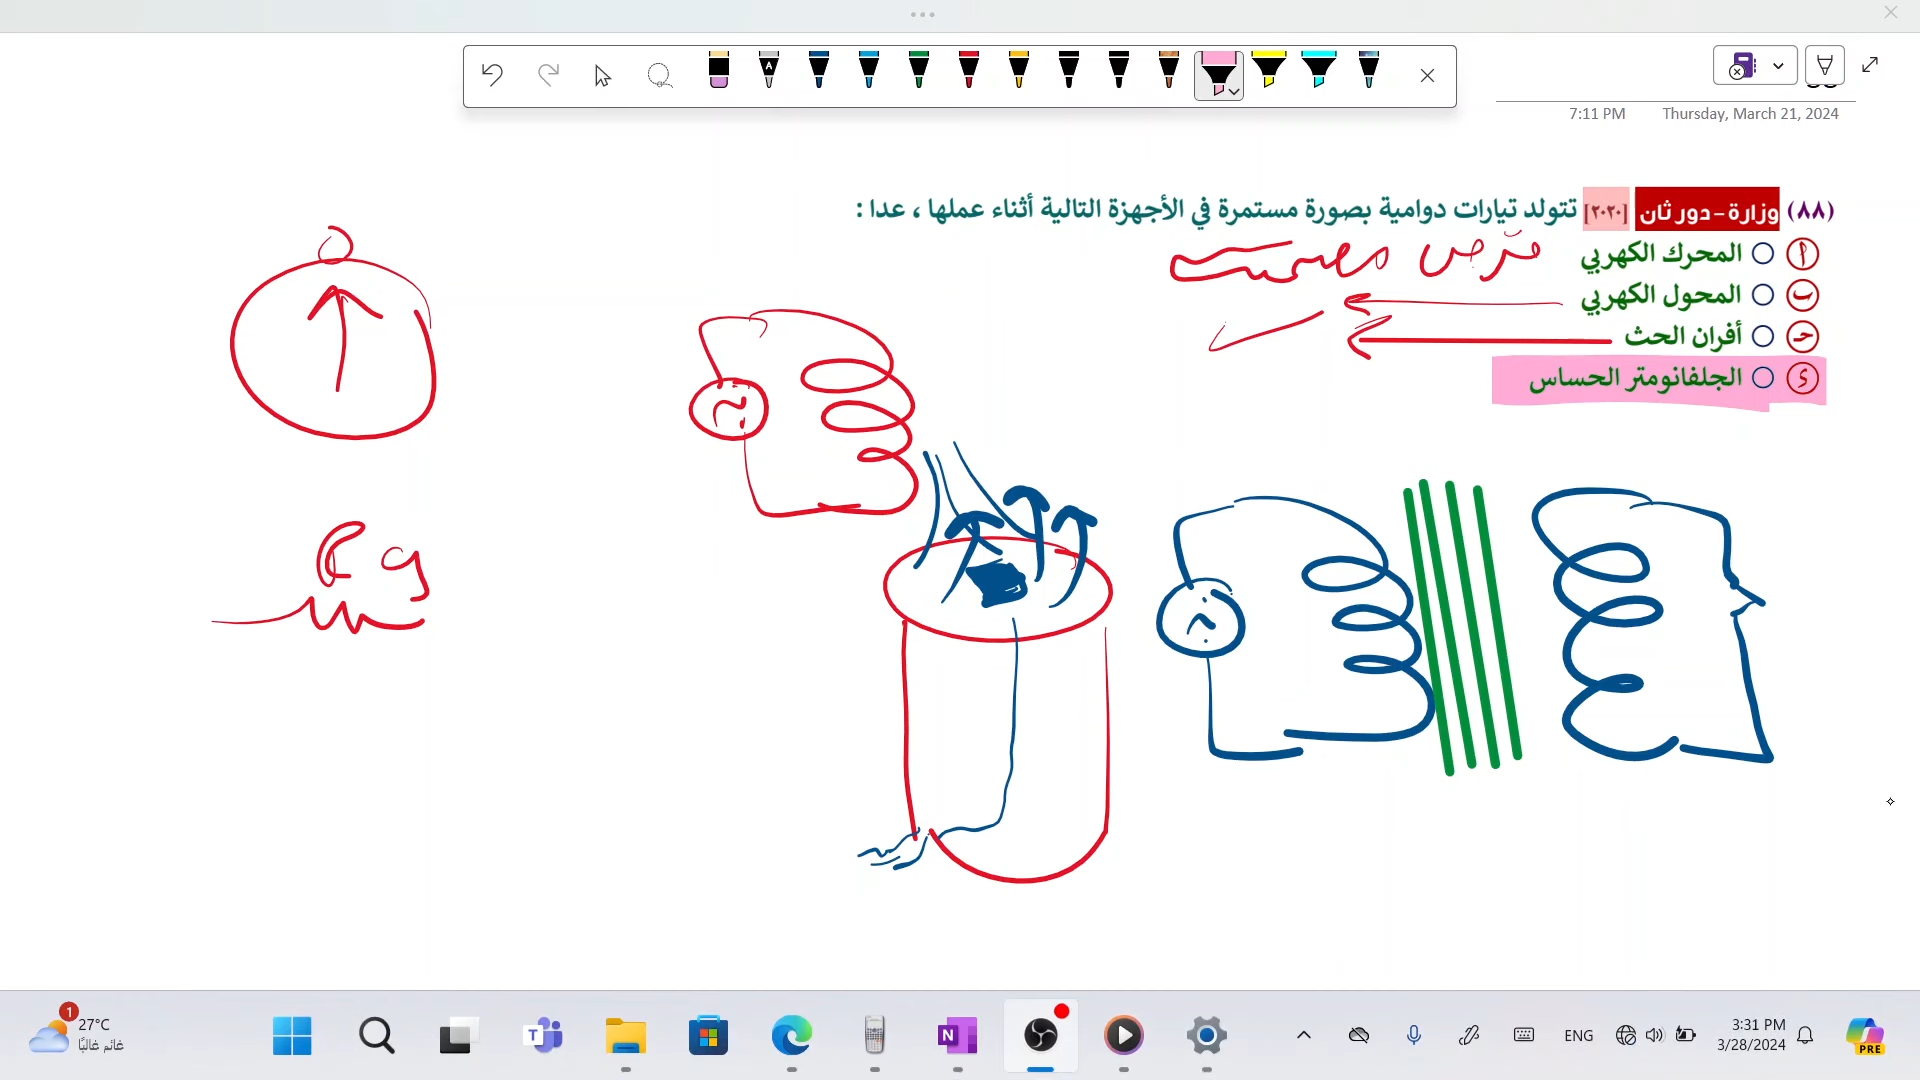 7:11 PM Thursday, March 21, 2024
(٨٨) وزارة - دور ثان [٢٠٢٠] تتولد تيارات دوامية بصورة مستمرة في الأجهزة التالية أثناء عملها ، عدا :
أ المحرك الكهربي
ب المحول الكهربي
حـ أفران الحث
د الجلفانومتر الحساس
27°C
غائم غالبًا
1
ENG
3:31 PM
3/28/2024
PRE